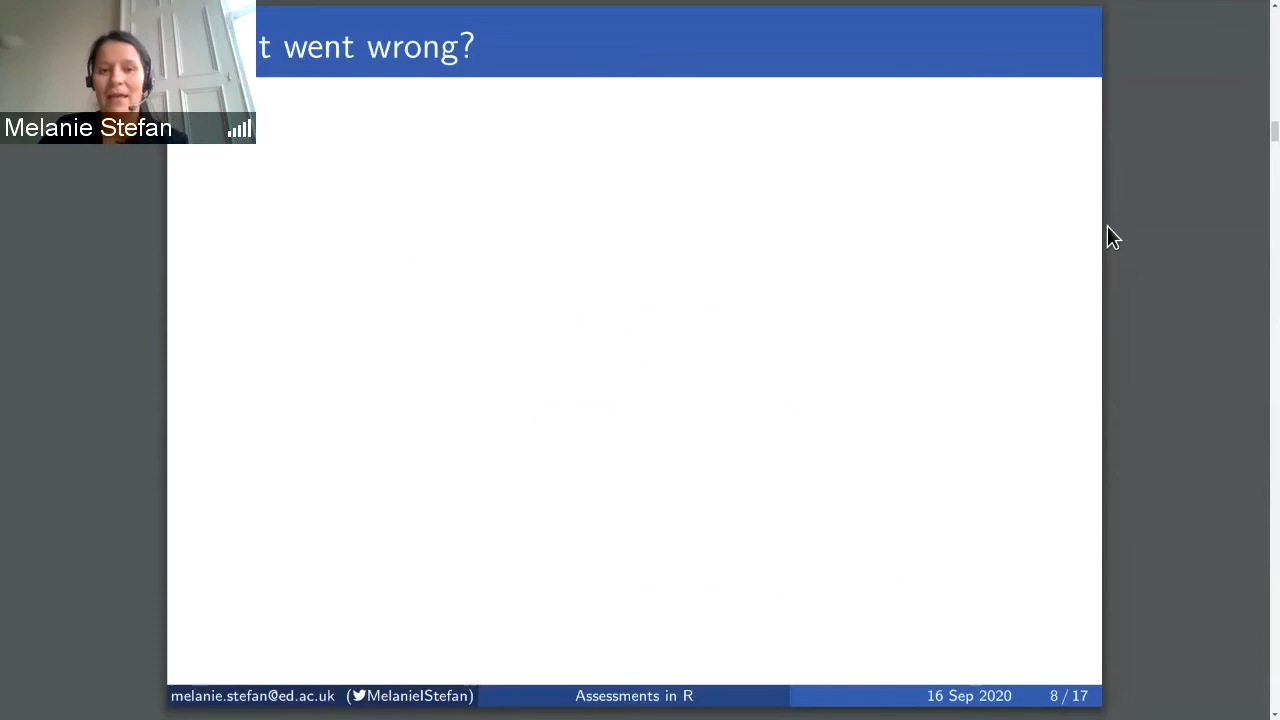 t went wrong?
Melanie Stefan
melanie.stefan@ed.ac.uk (MelanieIStefan) Assessments in R 16 Sep 2020 8 / 17